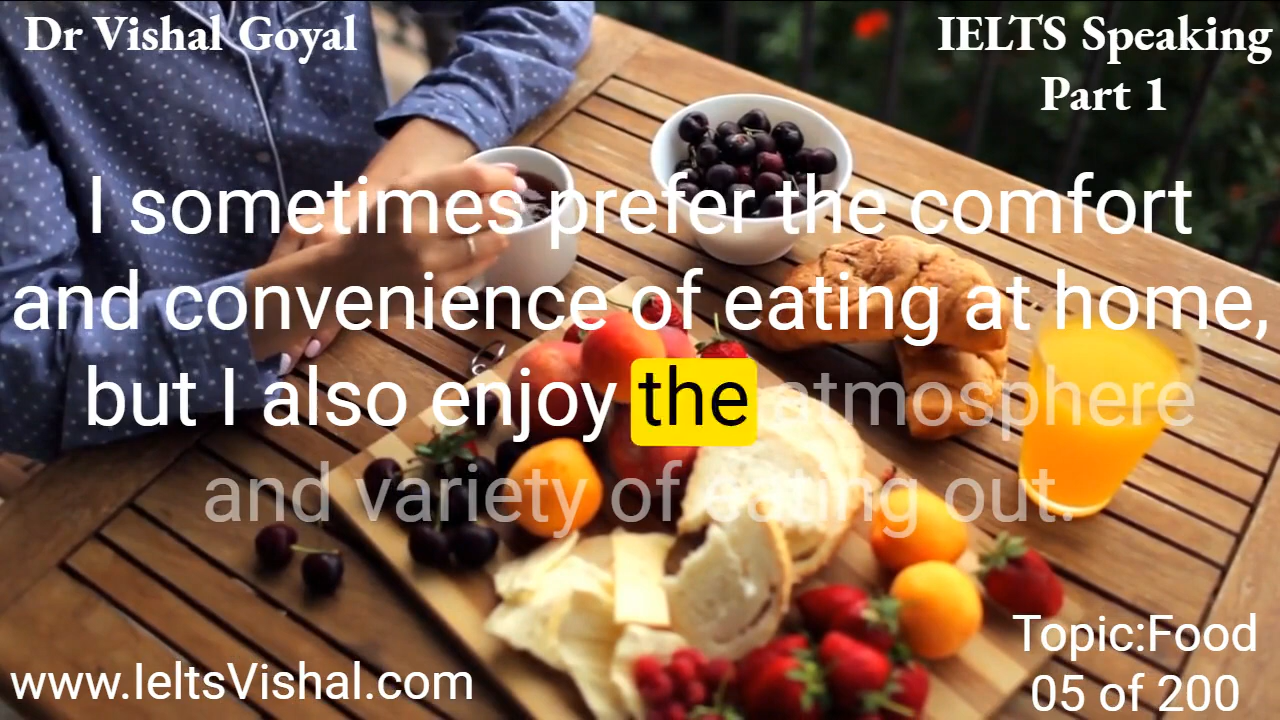 Dr Vishal Goyal
IELTS Speaking
Part 1
I sometimes prefer the comfort
and convenience of eating at home,
but I also enjoy the atmosphere
and variety of eating out.
Topic:Food
www.IeltsVishal.com
05 of 200